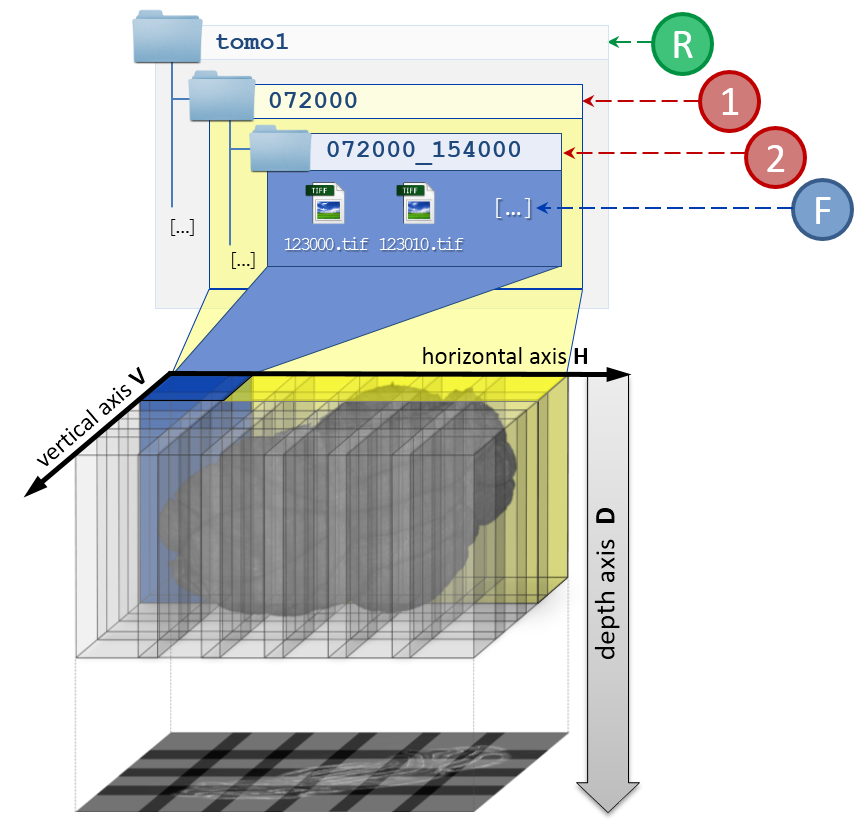 tomo1
R
072000
1
072000_154000
2
TIFF TIFF
[...]
F
123000.tif 123010.tif
[...]
[...]
horizontal axis H
vertical axis V
depth axis D